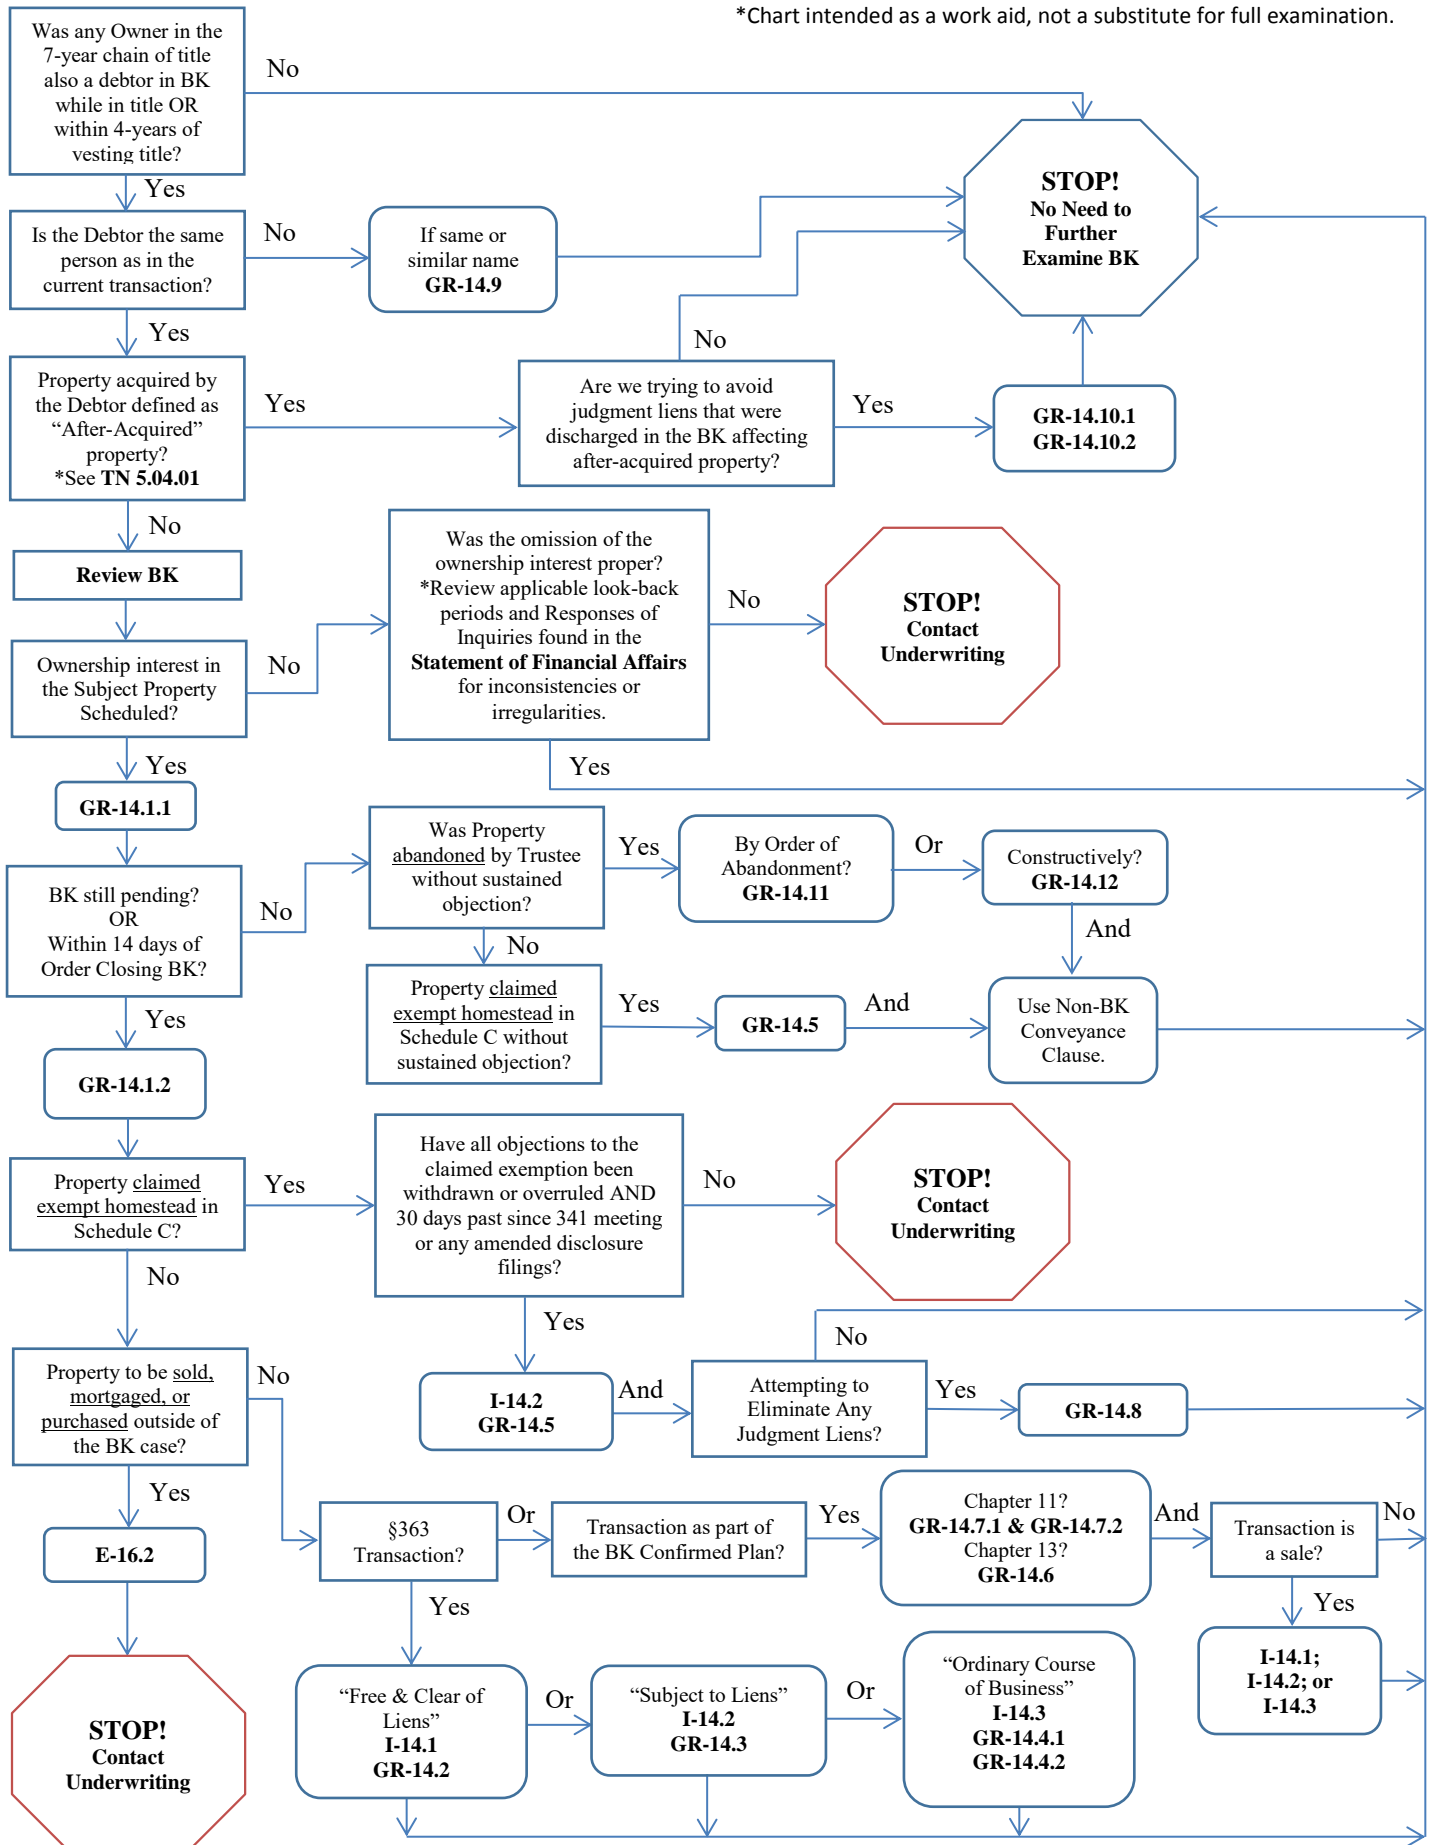 *Chart intended as a work aid, not a substitute for full examination.
Was any Owner in the
7-year chain of title
also a debtor in BK
while in title OR
within 4-years of
vesting title?
No
Yes
STOP!
No Need to
Further
Examine BK
Is the Debtor the same
person as in the
current transaction?
No
If same or
similar name
GR-14.9
Yes
Property acquired by
the Debtor defined as
“After-Acquired”
property?
*See TN 5.04.01
Yes
No
Are we trying to avoid
judgment liens that were
discharged in the BK affecting
after-acquired property?
Yes
GR-14.10.1
GR-14.10.2
No
Review BK
Was the omission of the
ownership interest proper?
*Review applicable look-back
periods and Responses of
Inquiries found in the
Statement of Financial Affairs
for inconsistencies or
irregularities.
No
STOP!
Contact
Underwriting
Ownership interest in
the Subject Property
Scheduled?
No
Yes
Yes
GR-14.1.1
BK still pending?
OR
Within 14 days of
Order Closing BK?
No
Was Property
abandoned by Trustee
without sustained
objection?
Yes
By Order of
Abandonment?
GR-14.11
Or
Constructively?
GR-14.12
And
No
Property claimed
exempt homestead in
Schedule C without
sustained objection?
Yes
GR-14.5
And
Use Non-BK
Conveyance
Clause.
Yes
GR-14.1.2
Property claimed
exempt homestead in
Schedule C?
Yes
Have all objections to the
claimed exemption been
withdrawn or overruled AND
30 days past since 341 meeting
or any amended disclosure
filings?
No
STOP!
Contact
Underwriting
No
Yes
I-14.2
GR-14.5
And
Attempting to
Eliminate Any
Judgment Liens?
No
Yes
GR-14.8
Property to be sold,
mortgaged, or
purchased outside of
the BK case?
No
Yes
E-16.2
STOP!
Contact
Underwriting
§363
Transaction?
Or
Transaction as part of
the BK Confirmed Plan?
Yes
Chapter 11?
GR-14.7.1 & GR-14.7.2
Chapter 13?
GR-14.6
And
Transaction is
a sale?
No
Yes
I-14.1;
I-14.2; or
I-14.3
Yes
“Free & Clear of
Liens”
I-14.1
GR-14.2
Or
“Subject to Liens”
I-14.2
GR-14.3
Or
“Ordinary Course
of Business”
I-14.3
GR-14.4.1
GR-14.4.2